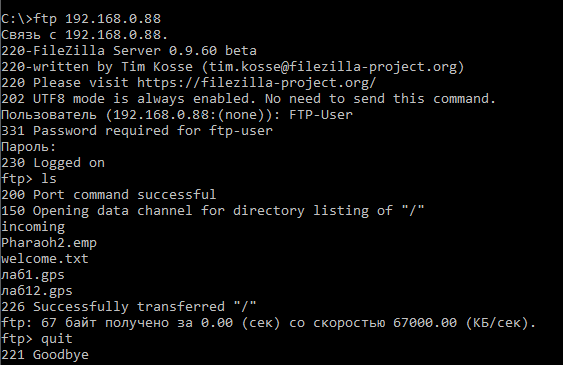 C:\>ftp 192.168.0.88
Связь с 192.168.0.88.
220-FileZilla Server 0.9.60 beta
220-written by Tim Kosse (tim.kosse@filezilla-project.org)
220 Please visit https://filezilla-project.org/
202 UTF8 mode is always enabled. No need to send this command.
Пользователь (192.168.0.88:(none)): FTP-User
331 Password required for ftp-user
Пароль:
230 Logged on
ftp> ls
200 Port command successful
150 Opening data channel for directory listing of "/"
incoming
Pharaoh2.emp
welcome.txt
лаб1.gps
лаб12.gps
226 Successfully transferred "/"
ftp: 67 байт получено за 0.00 (сек) со скоростью 67000.00 (КБ/сек).
ftp> quit
221 Goodbye